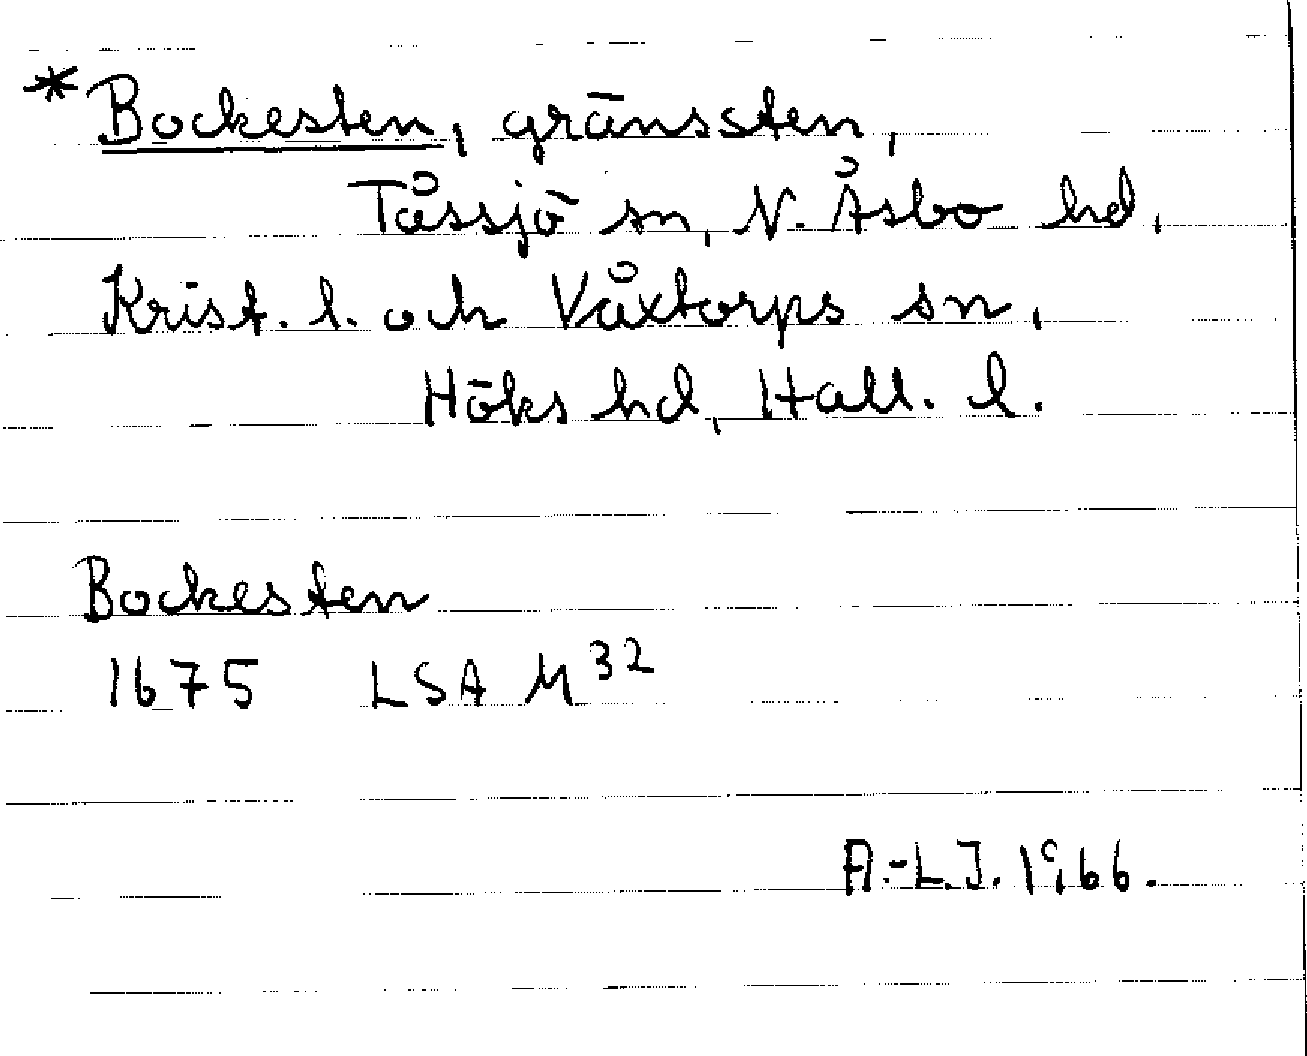 *Bockesten, gränssten,
Tåssjö sn, N. Åsbo hd,
Krist. l. och Våxtorps sn,
Höks hd, Hall. l.
Bockesten
1675 LSA M32
A.-L.J. 1966.